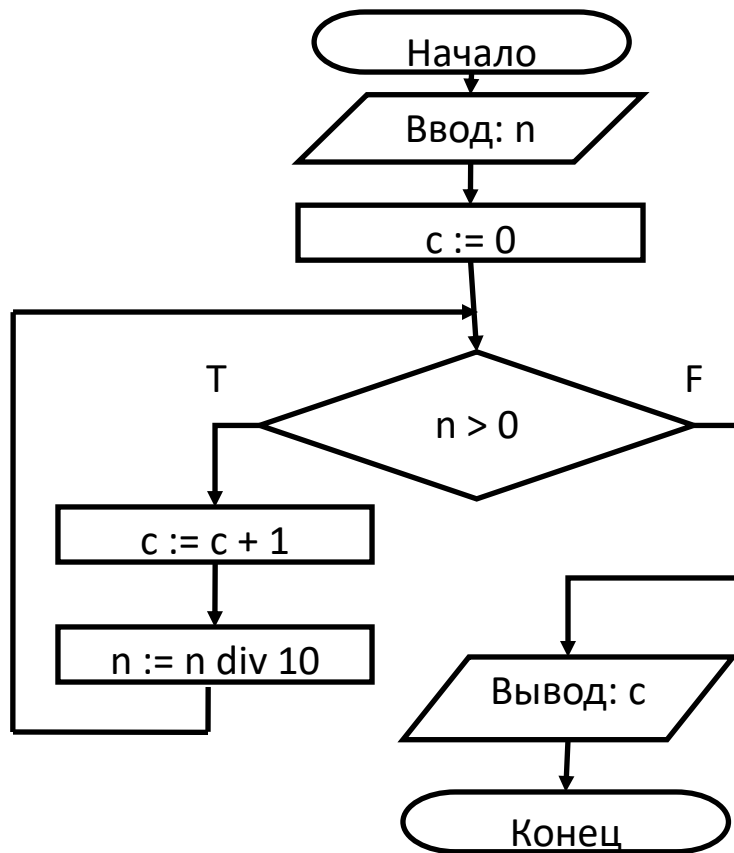 Начало
Ввод: n
c := 0
T
F
n > 0
c := c + 1
n := n div 10
Вывод: c
Конец